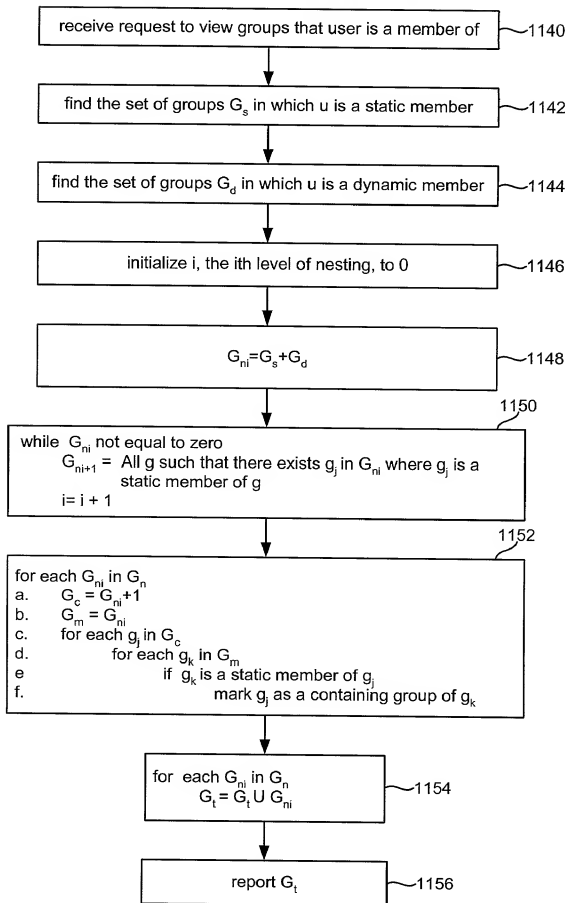 receive request to view groups that user is a member of
1140
find the set of groups Gs in which u is a static member
1142
find the set of groups Gd in which u is a dynamic member
1144
initialize i, the ith level of nesting, to 0
1146
Gni=Gs+Gd
1148
1150
while Gni not equal to zero
Gni+1 = All g such that there exists gj in Gni where gj is a
static member of g
i= i + 1
1152
for each Gni in Gn
a. Gc = Gni+1
b. Gm = Gni
c. for each gj in Gc
d. for each gk in Gm
e if gk is a static member of gj
f. mark gj as a containing group of gk
for each Gni in Gn
Gt = Gt U Gni
1154
report Gt
1156